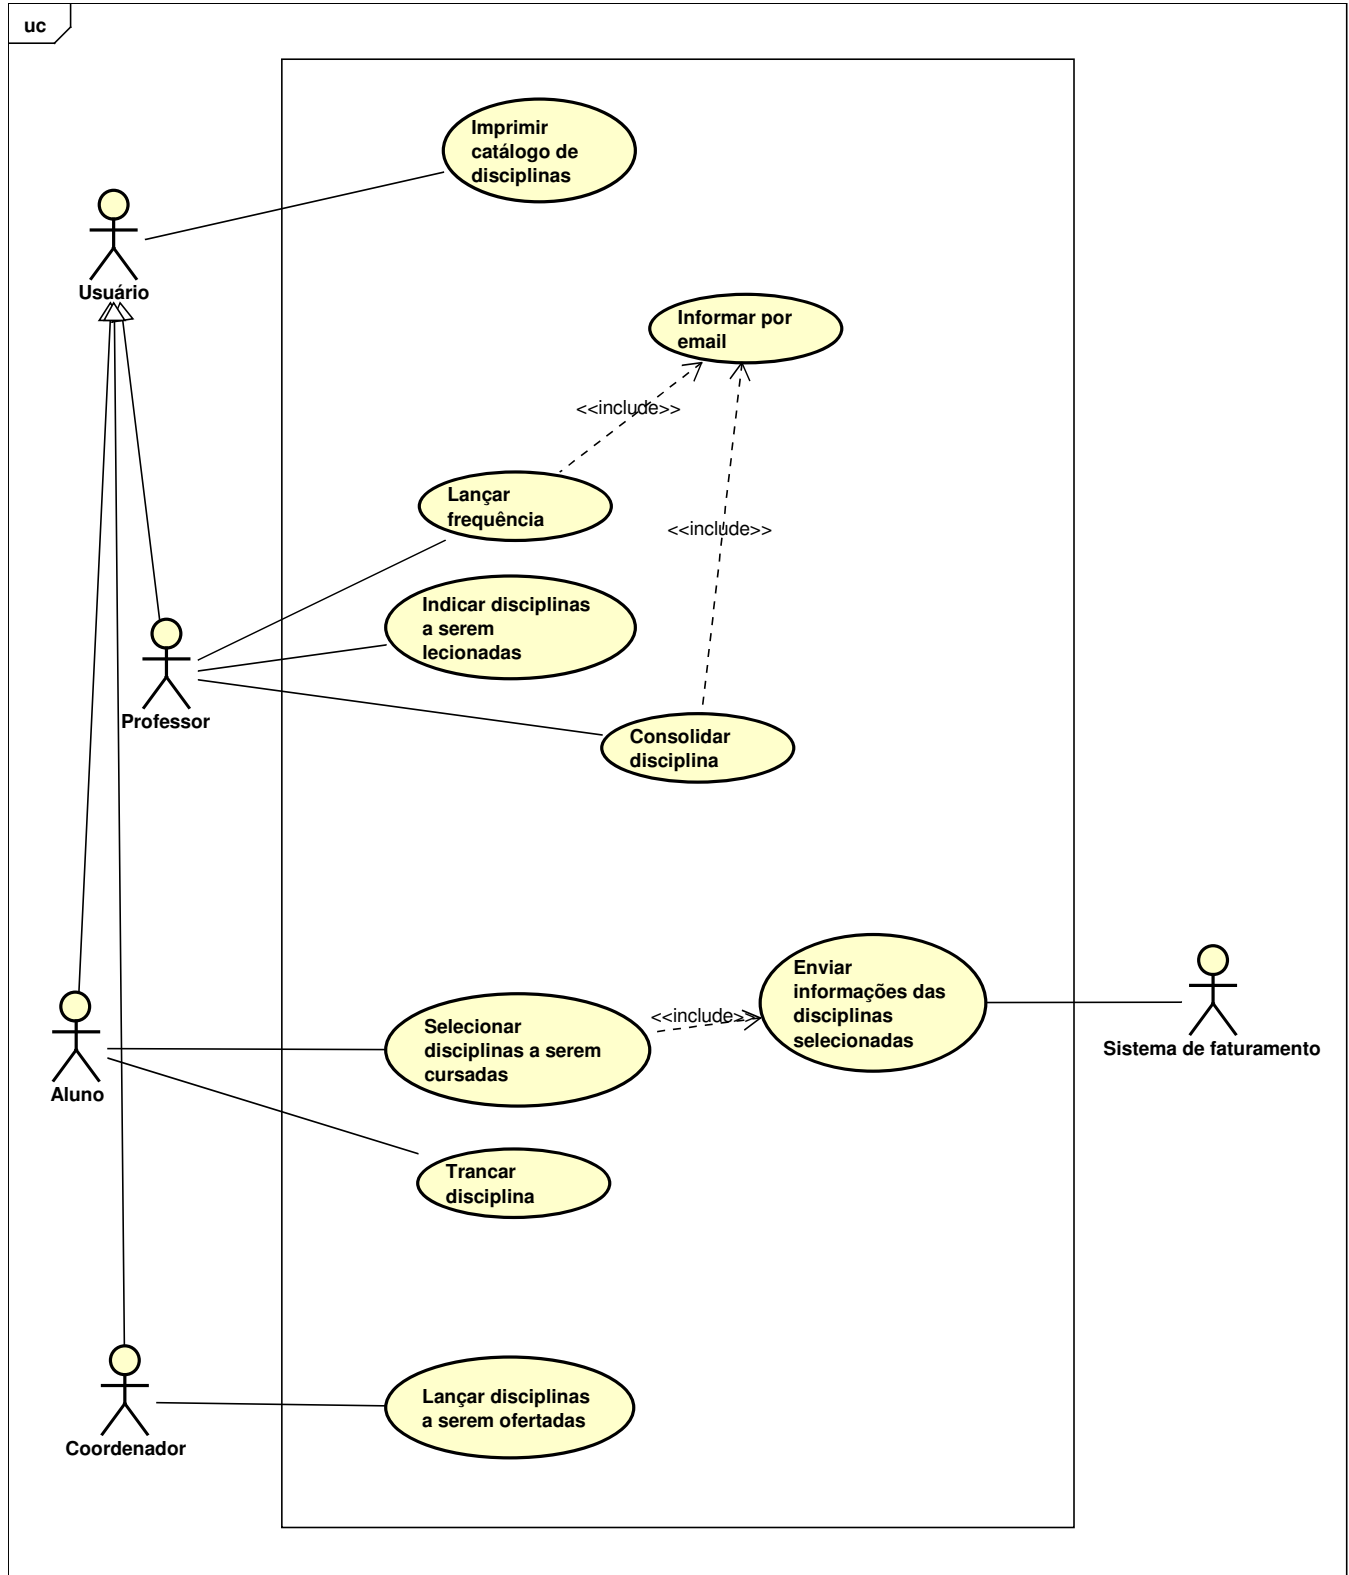 uc
Imprimir
catálogo de
disciplinas
Usuário
Informar por
email
<<include>>
Lançar
frequência
<<include>>
Indicar disciplinas
a serem
lecionadas
Professor
Consolidar
disciplina
Enviar
informações das
disciplinas
selecionadas
<<include>>
Selecionar
disciplinas a serem
cursadas
Sistema de faturamento
Aluno
Trancar
disciplina
Lançar disciplinas
a serem ofertadas
Coordenador